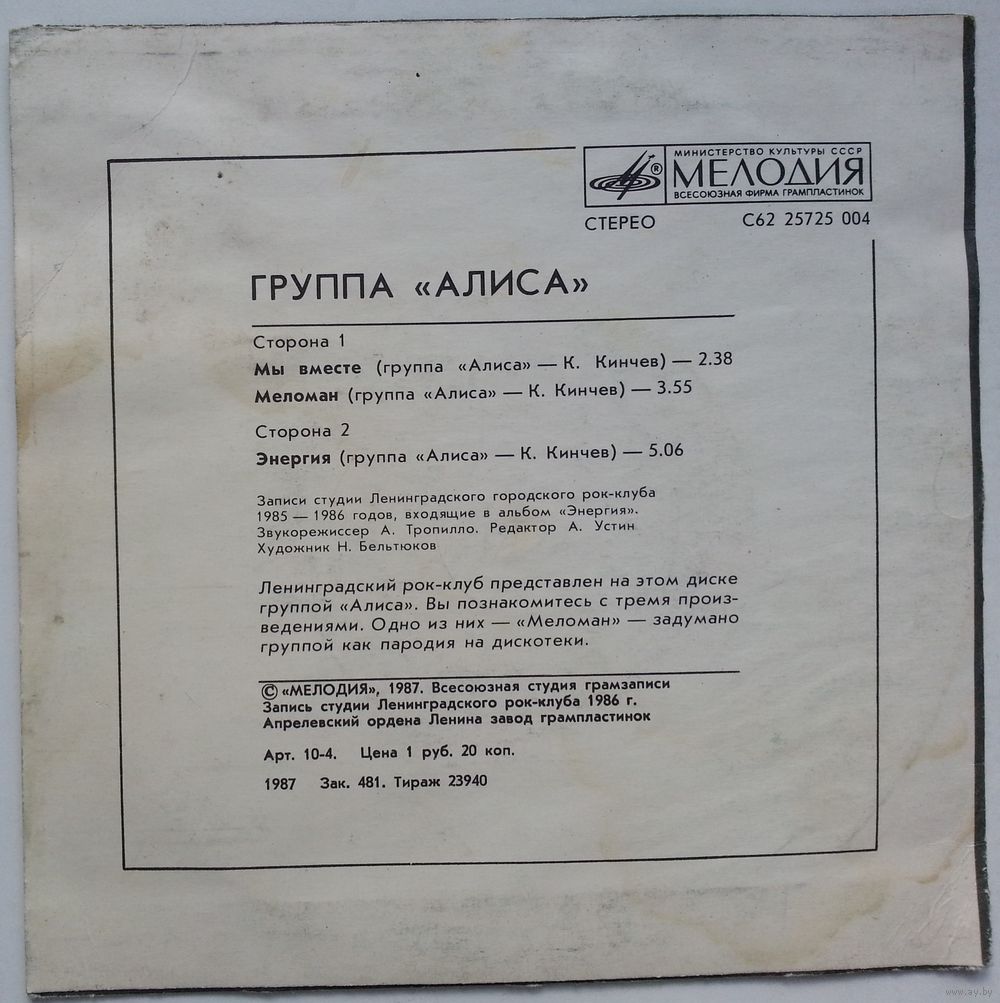 МИНИСТЕРСТВО КУЛЬТУРЫ СССР
® МЕЛОДИЯ
ВСЕСОЮЗНАЯ ФИРМА ГРАМПЛАСТИНОК
СТЕРЕО С62 25725 004
ГРУППА «АЛИСА»
Сторона 1
Мы вместе (группа «Алиса» — К. Кинчев) — 2.38
Меломан (группа «Алиса» — К. Кинчев) — 3.55
Сторона 2
Энергия (группа «Алиса» — К. Кинчев) — 5.06
Записи студии Ленинградского городского рок-клуба
1985 — 1986 годов, входящие в альбом «Энергия».
Звукорежиссер А. Тропилло. Редактор А. Устин
Художник Н. Бельтюков
Ленинградский рок-клуб представлен на этом диске
группой «Алиса». Вы познакомитесь с тремя произ-
ведениями. Одно из них — «Меломан» — задумано
группой как пародия на дискотеки.
© «МЕЛОДИЯ», 1987. Всесоюзная студия грамзаписи
Запись студии Ленинградского рок-клуба 1986 г.
Апрелевский ордена Ленина завод грампластинок
Арт. 10-4. Цена 1 руб. 20 коп.
1987 Зак. 481. Тираж 23940
www.ay.by